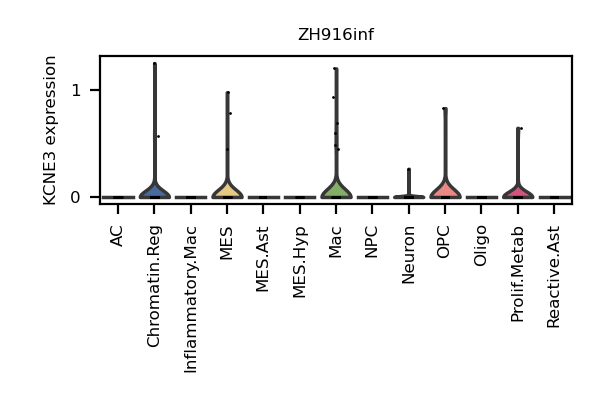 ZH916inf
KCNE3 expression
1
0
AC
Chromatin.Reg
Inflammatory.Mac
MES
MES.Ast
MES.Hyp
Mac
NPC
Neuron
OPC
Oligo
Prolif.Metab
Reactive.Ast